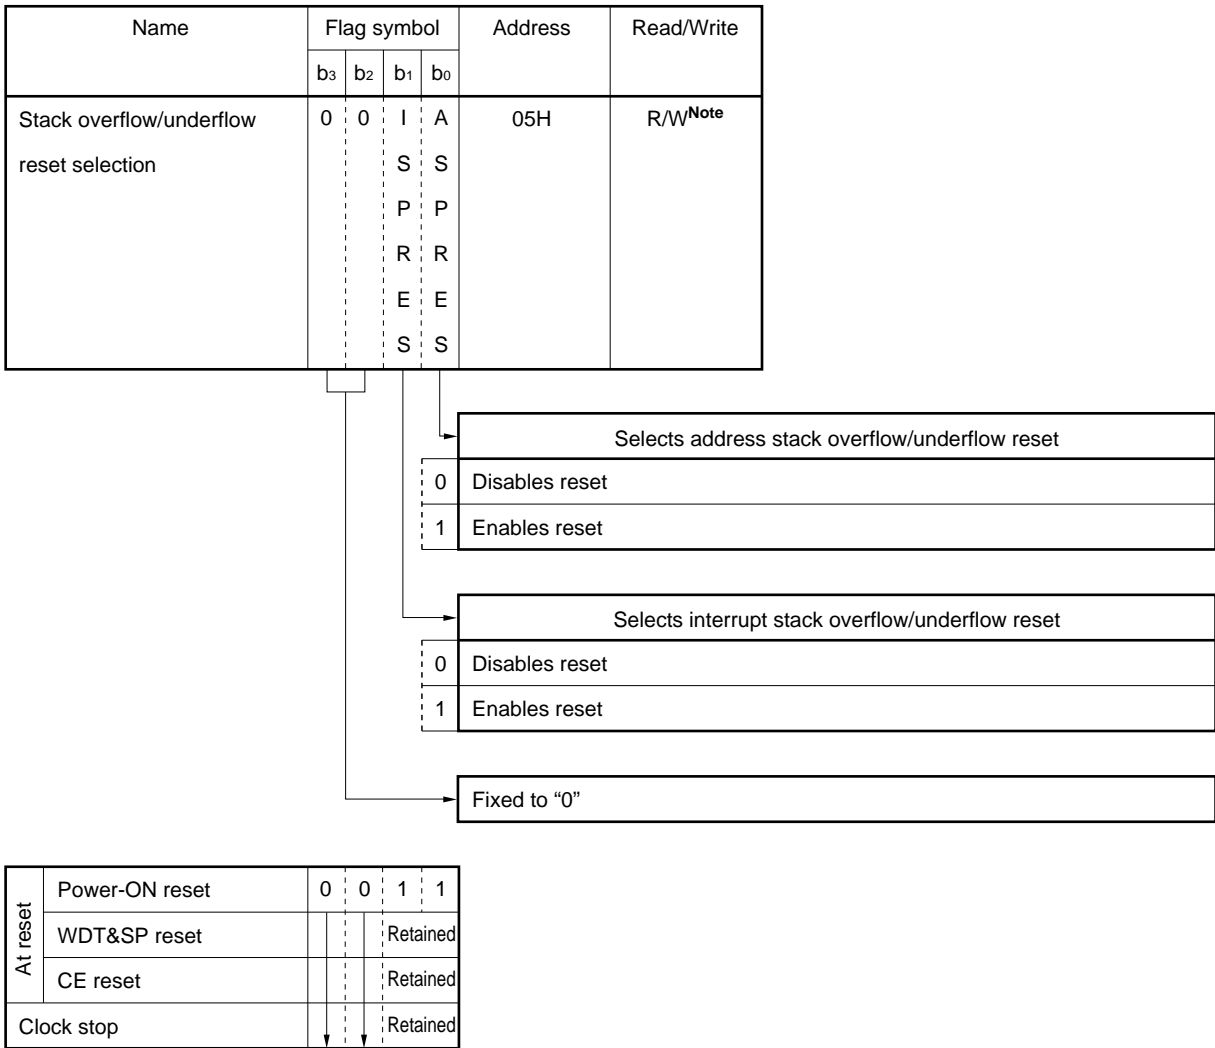 Name Flag symbol Address Read/Write
b3 b2 b1 b0
Stack overflow/underflow 0 0 I A 05H R/WNote
reset selection S S
P P
R R
E E
S S
Selects address stack overflow/underflow reset
0 Disables reset
1 Enables reset
Selects interrupt stack overflow/underflow reset
0 Disables reset
1 Enables reset
Fixed to “0”
At reset
Power-ON reset 0 0 1 1
WDT&SP reset Retained
CE reset Retained
Clock stop Retained